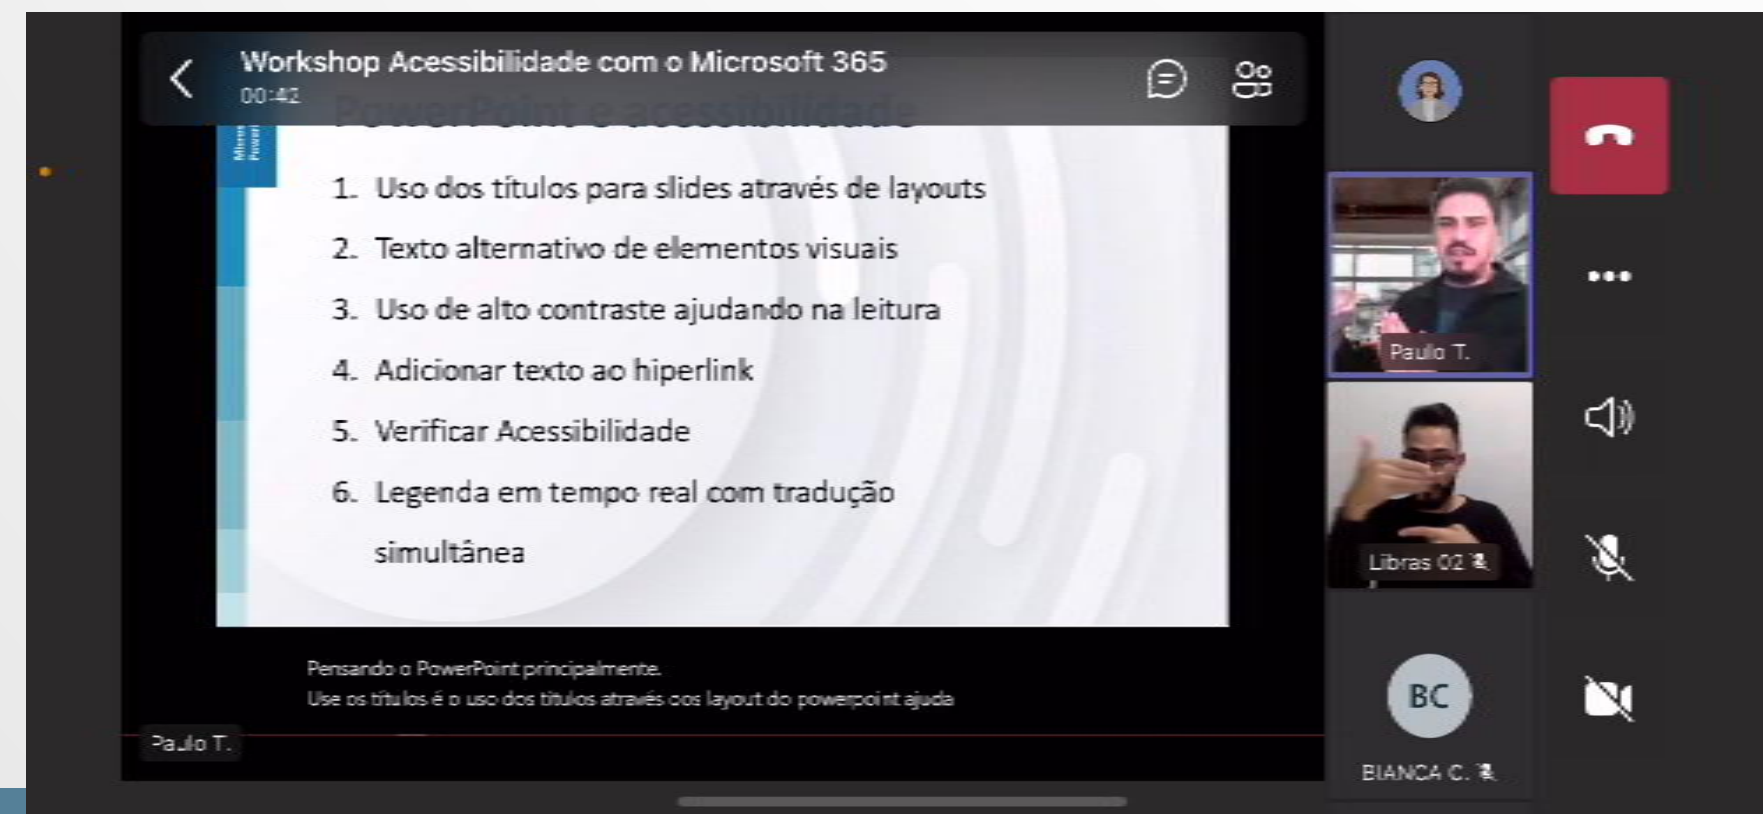 Workshop Acessibilidade com o Microsoft 365
00:42
PowerPoint e acessibilidade
1. Uso dos títulos para slides através de layouts
2. Texto alternativo de elementos visuais
3. Uso de alto contraste ajudando na leitura
4. Adicionar texto ao hiperlink
5. Verificar Acessibilidade
6. Legenda em tempo real com tradução
simultânea
Pensando o PowerPoint principalmente.
Use os títulos é o uso dos títulos através dos layout do powerpoint ajuda
Paulo T.
Paulo T.
Libras 02
BC
BIANCA C.